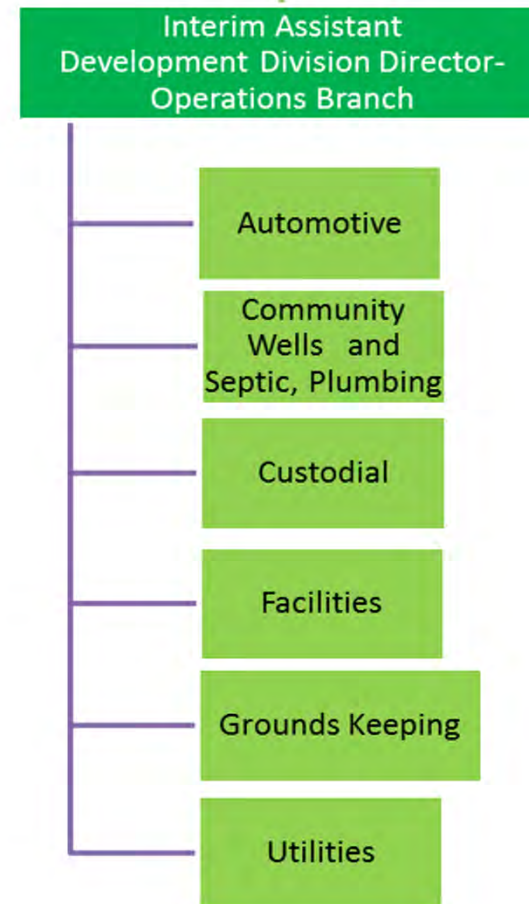 Interim Assistant
Development Division Director-
Operations Branch
Automotive
Community
Wells and
Septic, Plumbing
Custodial
Facilities
Grounds Keeping
Utilities